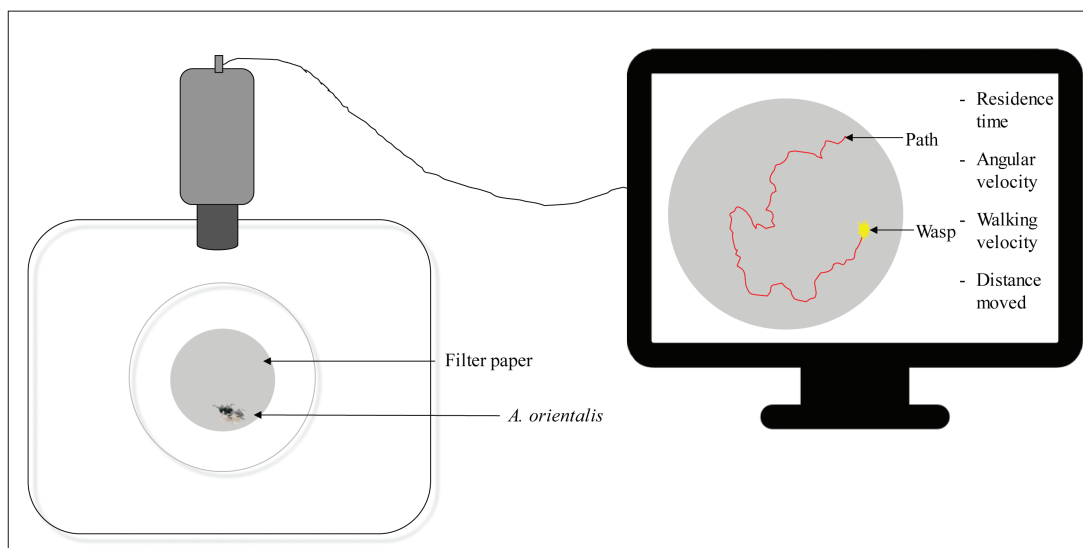 Filter paper
A. orientalis
Path
Wasp
- Residence
time
- Angular
velocity
- Walking
velocity
- Distance
moved